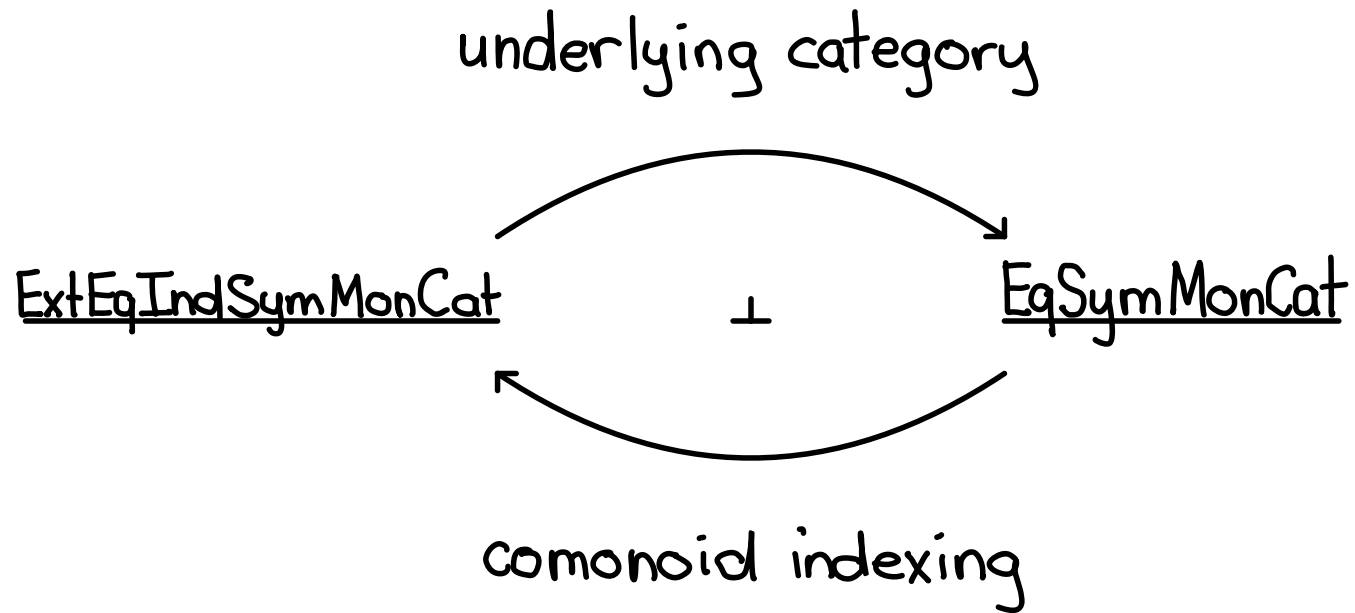 underlying category
ExtEqIndSymMonCat ⊥ EqSymMonCat
comonoid indexing